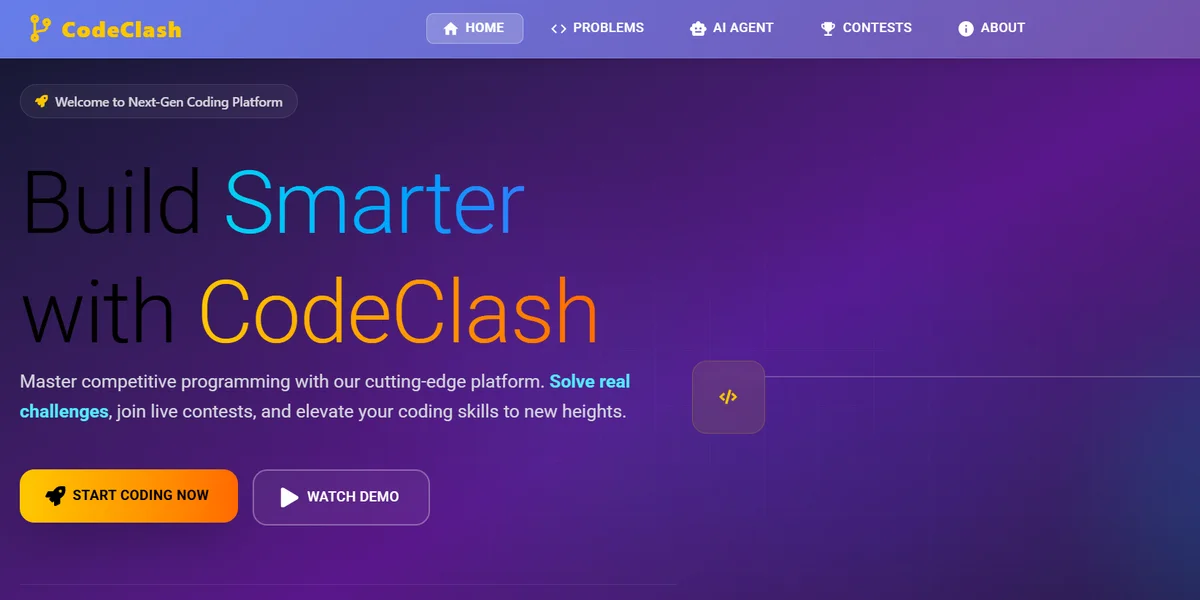 CodeClash
HOME
PROBLEMS
AI AGENT
CONTESTS
ABOUT
Welcome to Next-Gen Coding Platform
Build Smarter
with CodeClash
Master competitive programming with our cutting-edge platform. Solve real
challenges, join live contests, and elevate your coding skills to new heights.
START CODING NOW
WATCH DEMO